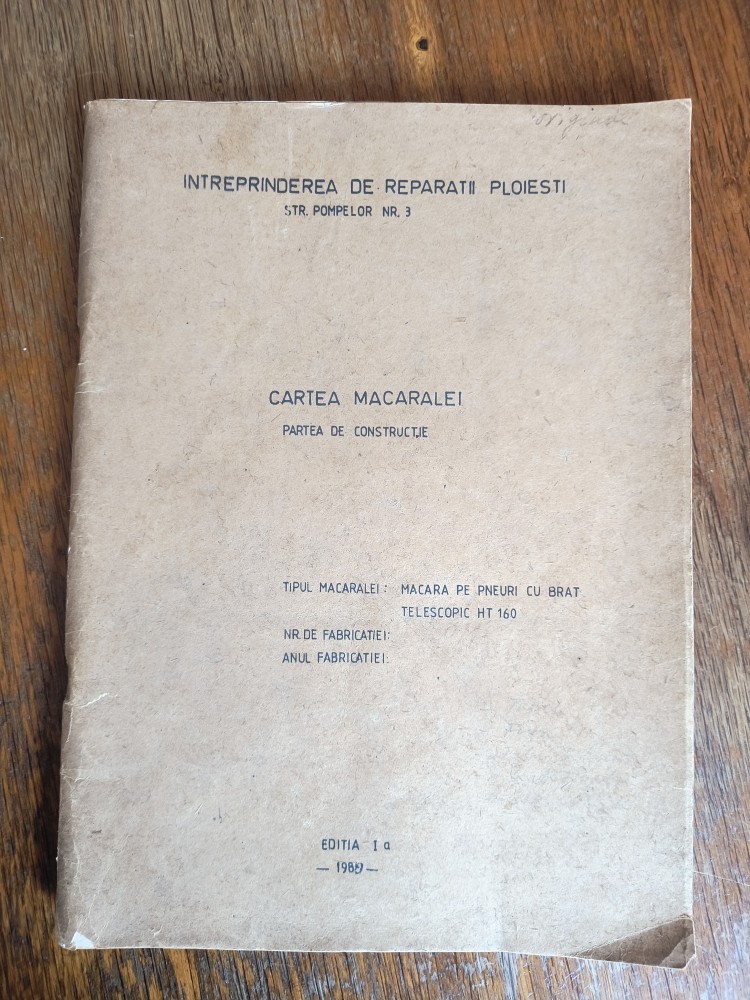 INTREPRINDEREA DE REPARATII PLOIESTI
STR. POMPELOR NR. 3
CARTEA MACARALEI
PARTEA DE CONSTRUCȚIE
TIPUL MACARALEI: MACARA PE PNEURI CU BRAT
TELESCOPIC HT 160
NR. DE FABRICATIEI:
ANUL FABRICATIEI:
EDITIA I a